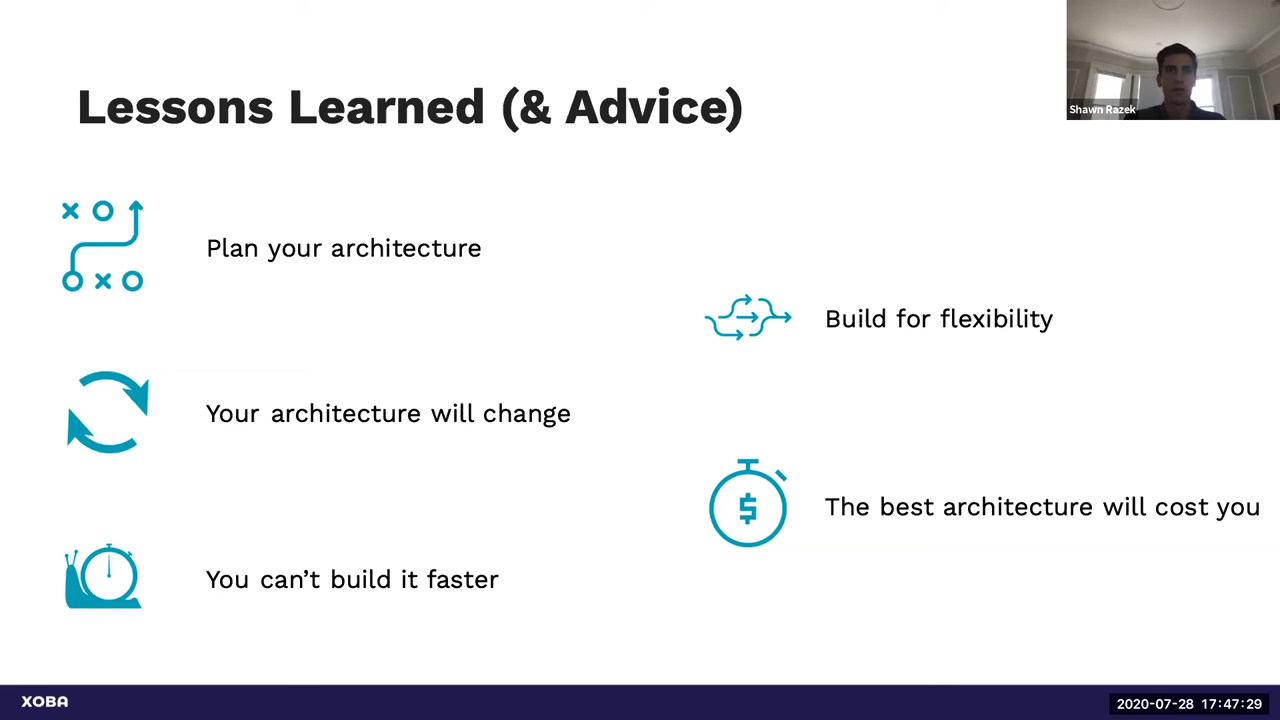 Lessons Learned (& Advice)
Shawn Razek
Plan your architecture
Build for flexibility
Your architecture will change
The best architecture will cost you
You can’t build it faster
XOBA
2020-07-28 17:47:29